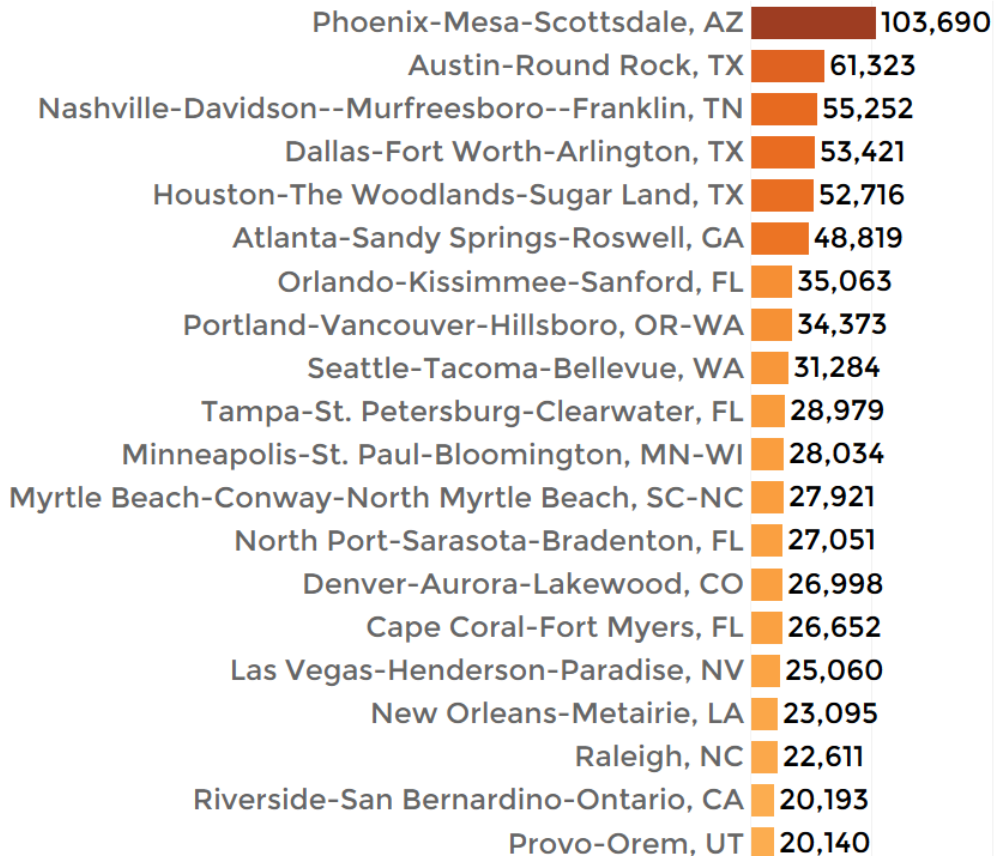 Phoenix-Mesa-Scottsdale, AZ 103,690
Austin-Round Rock, TX 61,323
Nashville-Davidson--Murfreesboro--Franklin, TN 55,252
Dallas-Fort Worth-Arlington, TX 53,421
Houston-The Woodlands-Sugar Land, TX 52,716
Atlanta-Sandy Springs-Roswell, GA 48,819
Orlando-Kissimmee-Sanford, FL 35,063
Portland-Vancouver-Hillsboro, OR-WA 34,373
Seattle-Tacoma-Bellevue, WA 31,284
Tampa-St. Petersburg-Clearwater, FL 28,979
Minneapolis-St. Paul-Bloomington, MN-WI 28,034
Myrtle Beach-Conway-North Myrtle Beach, SC-NC 27,921
North Port-Sarasota-Bradenton, FL 27,051
Denver-Aurora-Lakewood, CO 26,998
Cape Coral-Fort Myers, FL 26,652
Las Vegas-Henderson-Paradise, NV 25,060
New Orleans-Metairie, LA 23,095
Raleigh, NC 22,611
Riverside-San Bernardino-Ontario, CA 20,193
Provo-Orem, UT 20,140